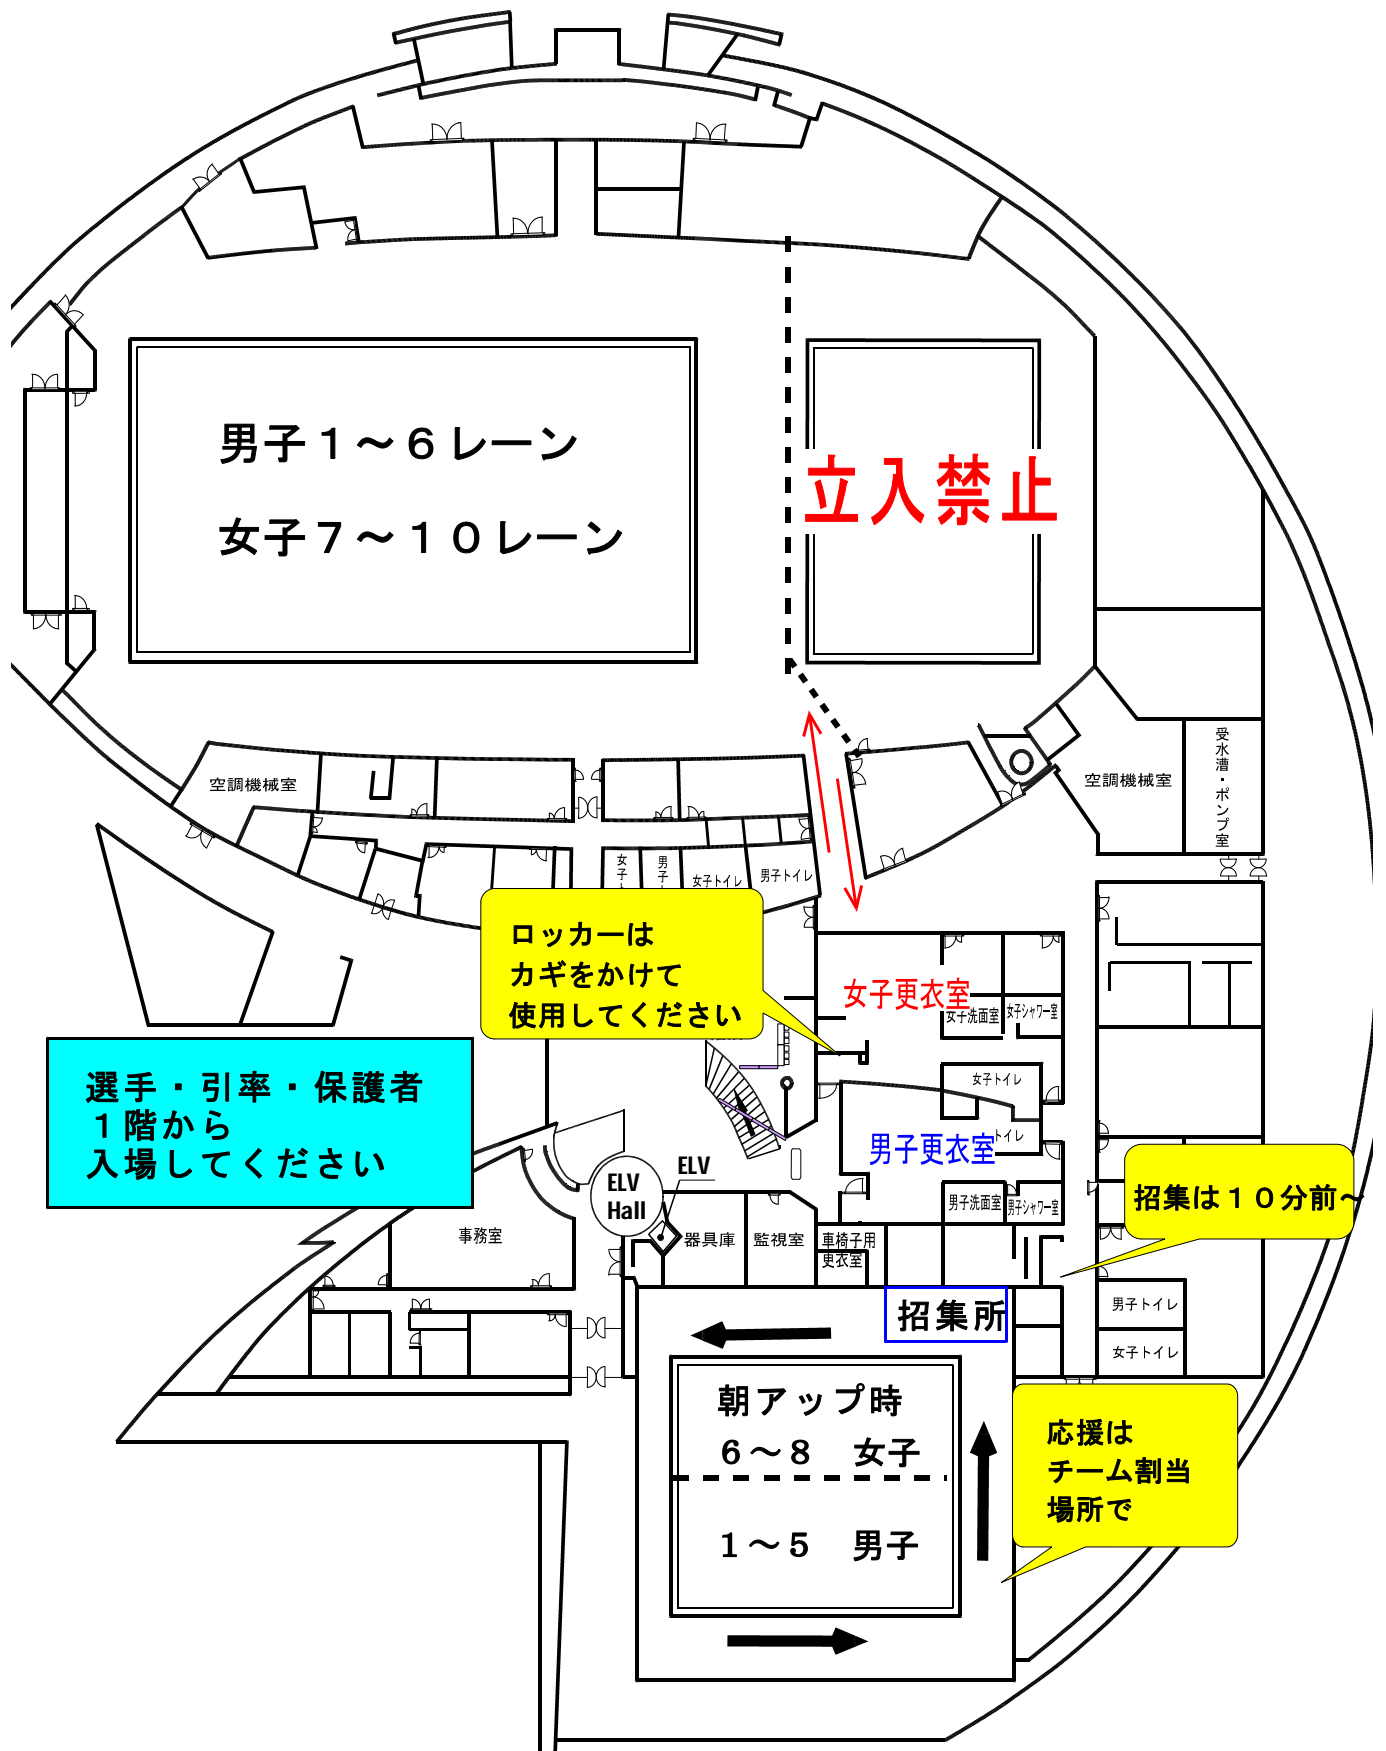 男子１～６レーン
女子７～１０レーン
立入禁止
空調機械室
空調機械室
受水漕・ポンプ室
女子ト
男子ト
女子トイレ
男子トイレ
ロッカーは
カギをかけて
使用してください
女子更衣室
女子洗面室
女子シャワー室
女子トイレ
トイレ
男子更衣室
男子洗面室
男子シャワー室
選手・引率・保護者
１階から
入場してください
ELV
Hall
ELV
事務室
器具庫
監視室
車椅子用
更衣室
招集は１０分前～
招集所
男子トイレ
女子トイレ
朝アップ時
６～８　女子
１～５　男子
応援は
チーム割当
場所で